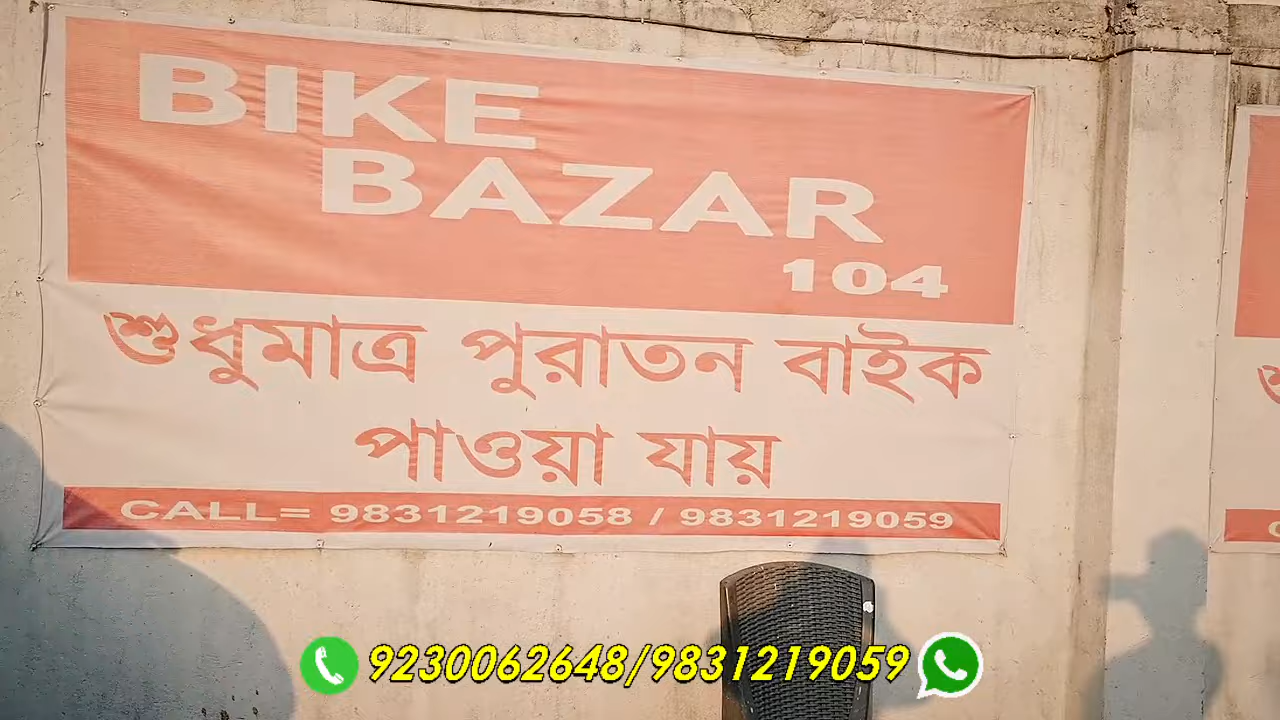 BIKE
BAZAR
104
শুধুমাত্র পুরাতন বাইক
পাওয়া যায়
CALL= 9831219058 / 9831219059
9230062648/9831219059